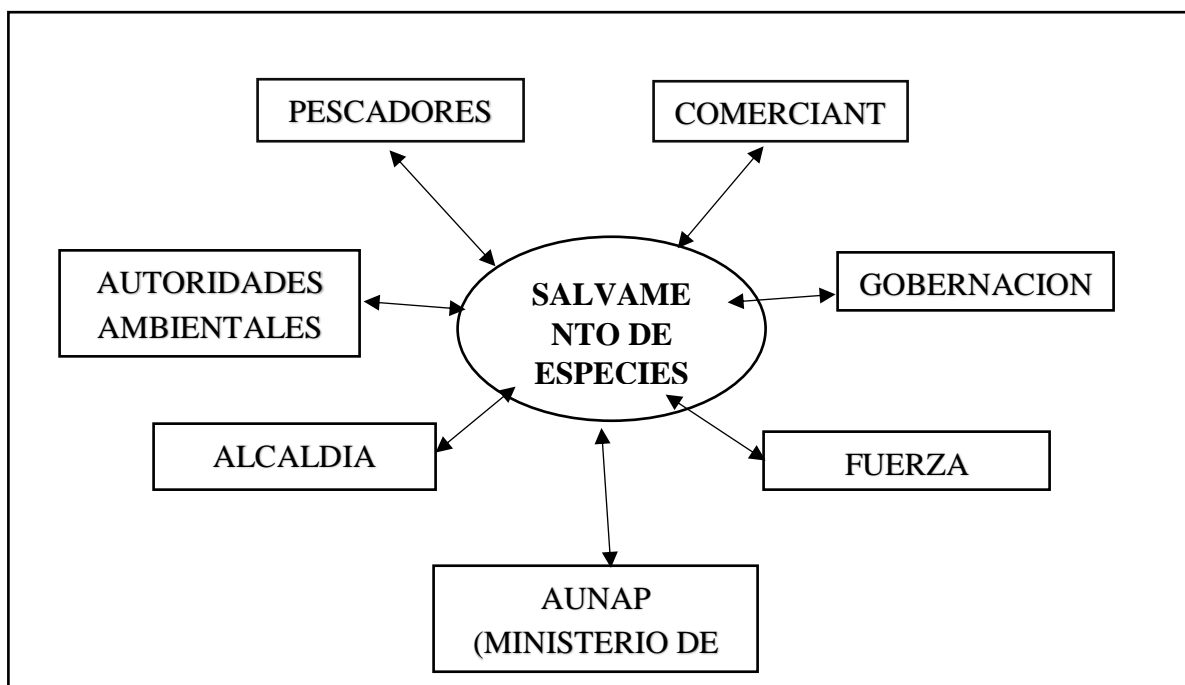 PESCADORES
COMERCIANT
AUTORIDADES
AMBIENTALES
SALVAME
NTO DE
ESPECIES
GOBERNACION
ALCALDIA
FUERZA
AUNAP
(MINISTERIO DE